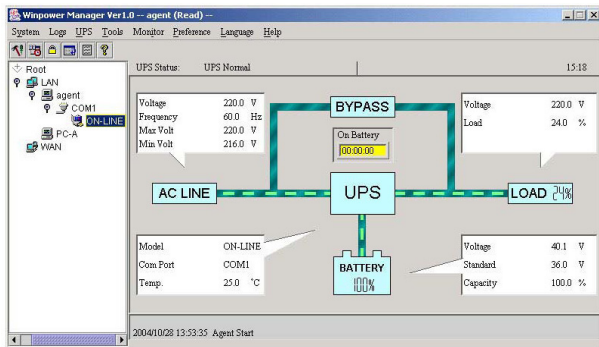 Winpower Manager Ver1.0 -- agent (Read) --
System Logs UPS Tools Monitor Preference Language Help
Root
LAN
agent
COM1
ON-LINE
PC-A
WAN
UPS Status: UPS Normal 15:18
Voltage 220.0 V
Frequency 60.0 Hz
Max Volt 220.0 V
Min Volt 216.0 V
BYPASS
On Battery
00:00:00
Voltage 220.0 V
Load 24.0 %
AC LINE
UPS
LOAD 24%
Model ON-LINE
Com Port COM1
Temp. 25.0 °C
BATTERY
100%
Voltage 40.1 V
Standard 36.0 V
Capacity 100.0 %
2004/10/28 13:53:35 Agent Start